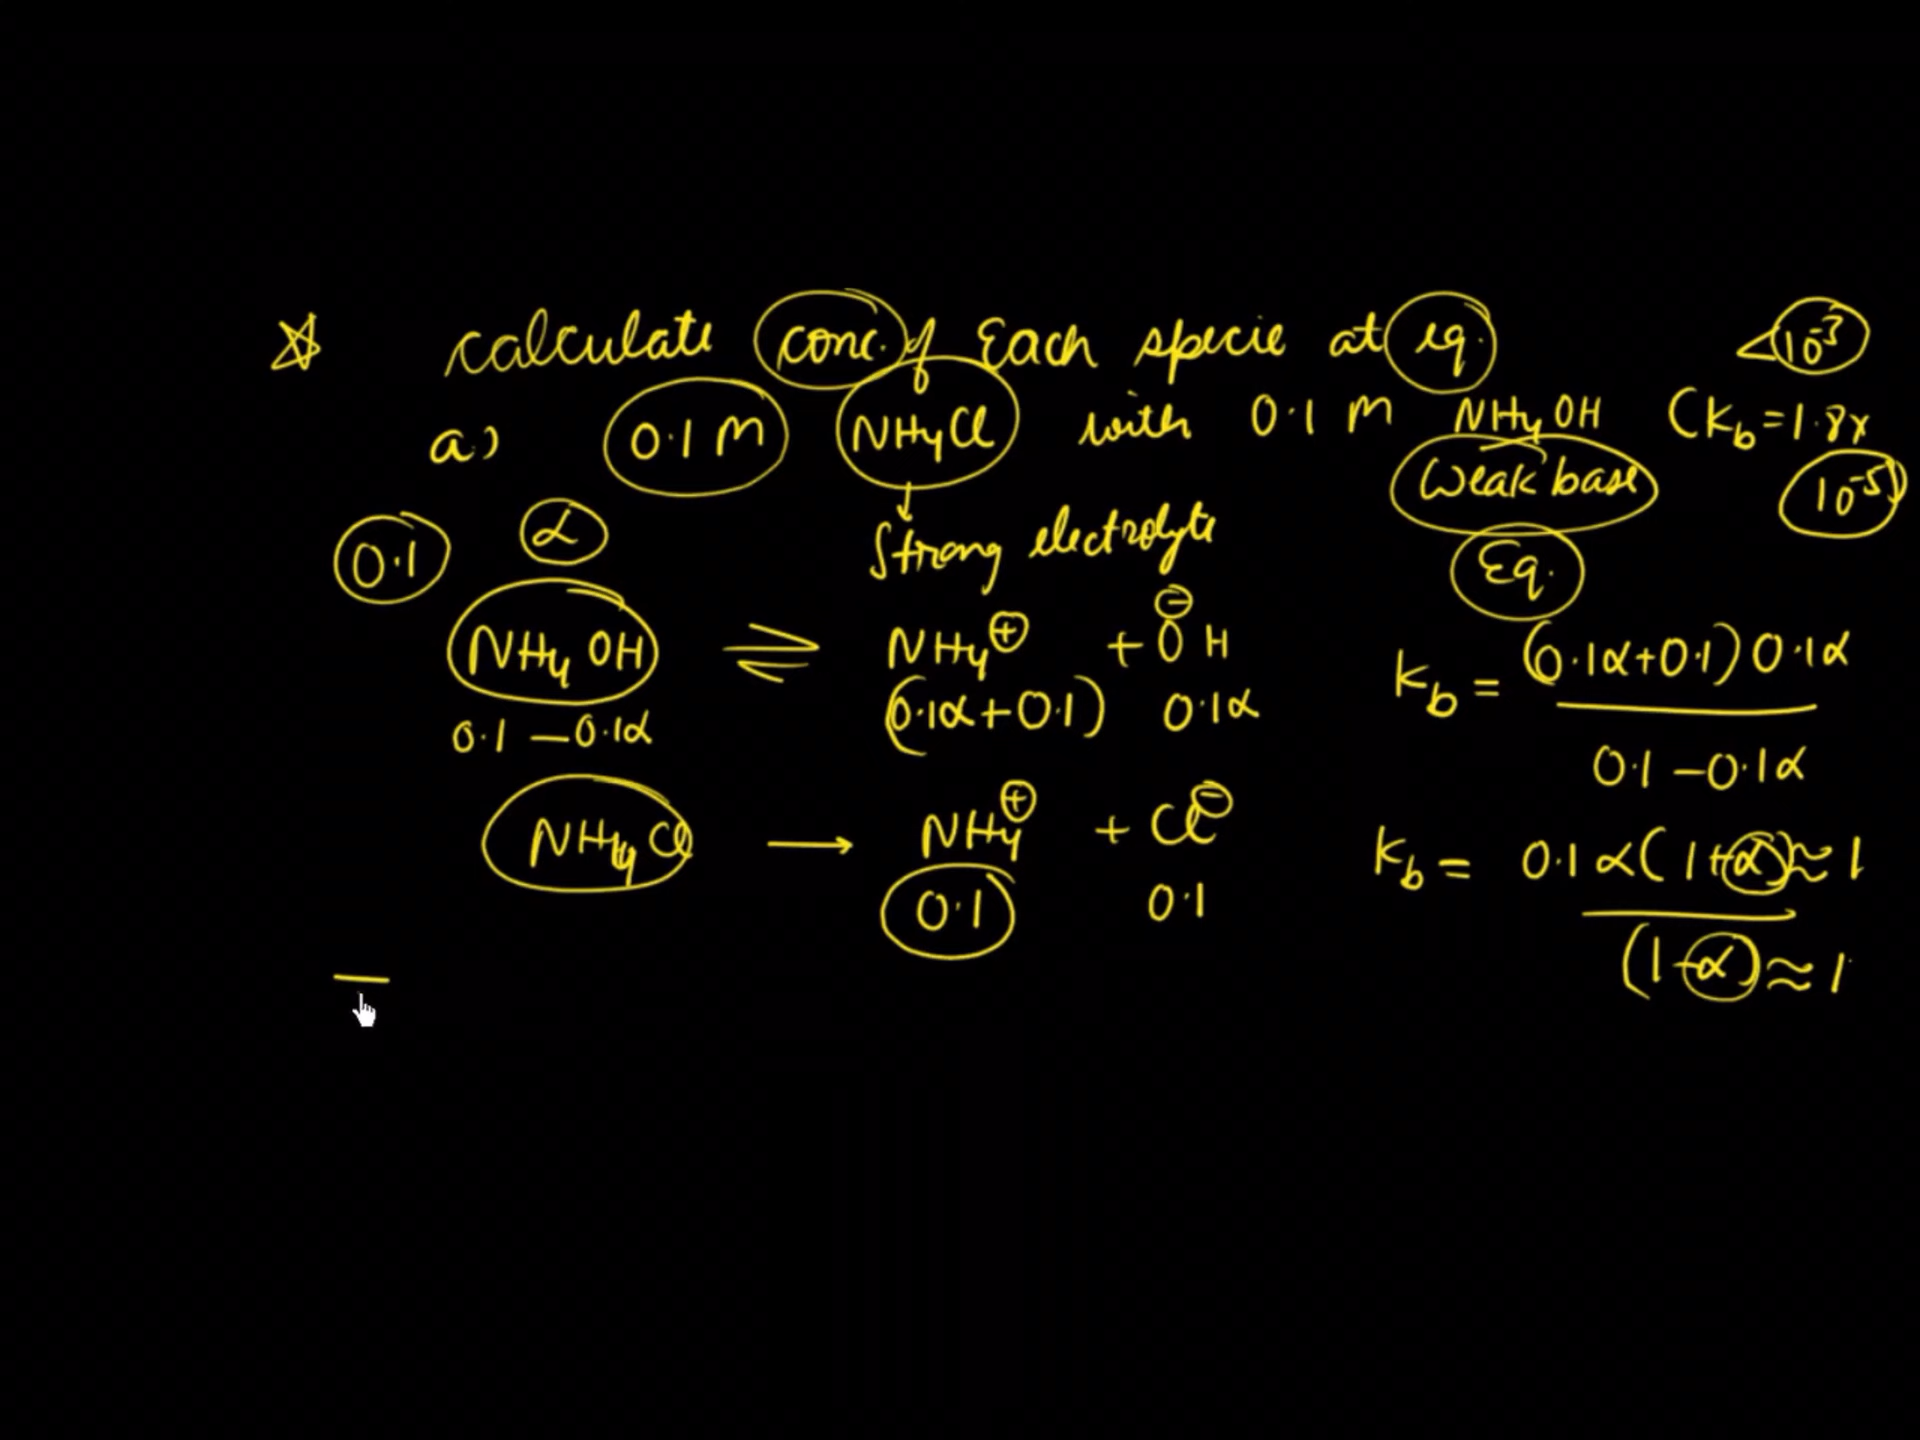 ☆ calculate conc. of Each specie at eq.
<10⁻³
a.) 0.1 M NH₄Cl with 0.1 M NH₄OH (Kb = 1.8 x
10⁻⁵)
weak base
↓
Strong electrolyte
Eq.
0.1 α
NH₄OH ⇌ NH₄⊕ + O⊖H
0.1 – 0.1α (0.1α + 0.1) 0.1α
Kb = (0.1α + 0.1) 0.1α
0.1 – 0.1α
NH₄Cl → NH₄⊕ + Cl⊖
0.1 0.1
Kb = 0.1 α (1+α) ≈ 1
(1-α) ≈ 1